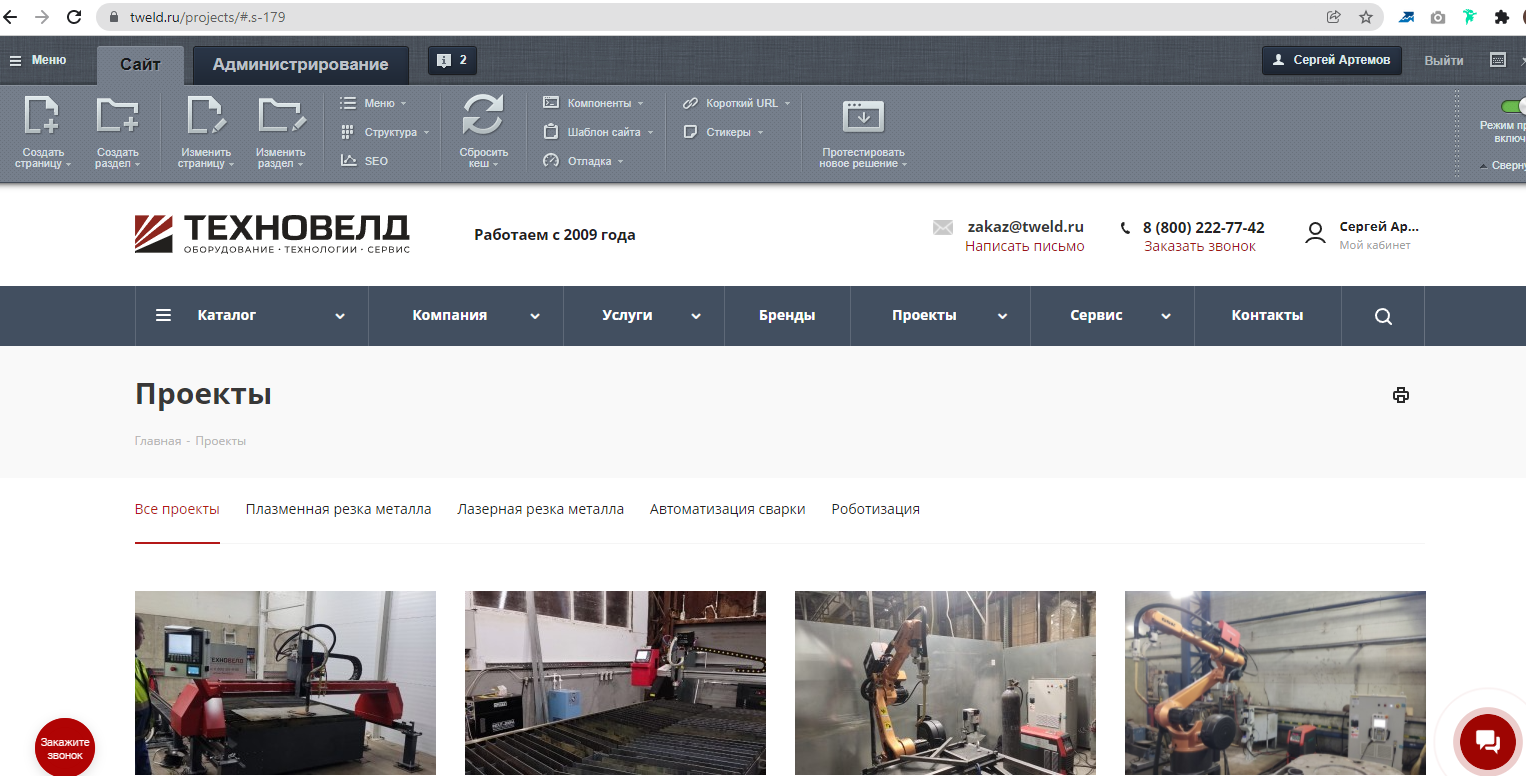 tweld.ru/projects/#.s-179
Меню
Сайт
Администрирование
2
Сергей Артемов
Выйти
Создать страницу
Создать раздел
Изменить страницу
Изменить раздел
Меню
Структура
SEO
Сбросить кеш
Компоненты
Шаблон сайта
Отладка
Короткий URL
Стикеры
Протестировать новое решение
Режим пр
включ
Сверну
ТЕХНОВЕЛД
ОБОРУДОВАНИЕ · ТЕХНОЛОГИИ · СЕРВИС
Работаем с 2009 года
zakaz@tweld.ru
Написать письмо
8 (800) 222-77-42
Заказать звонок
Сергей Ар...
Мой кабинет
Каталог
Компания
Услуги
Бренды
Проекты
Сервис
Контакты
Проекты
Главная - Проекты
Все проекты
Плазменная резка металла
Лазерная резка металла
Автоматизация сварки
Роботизация
ЕХНОВЕЛД
Закажите
звонок